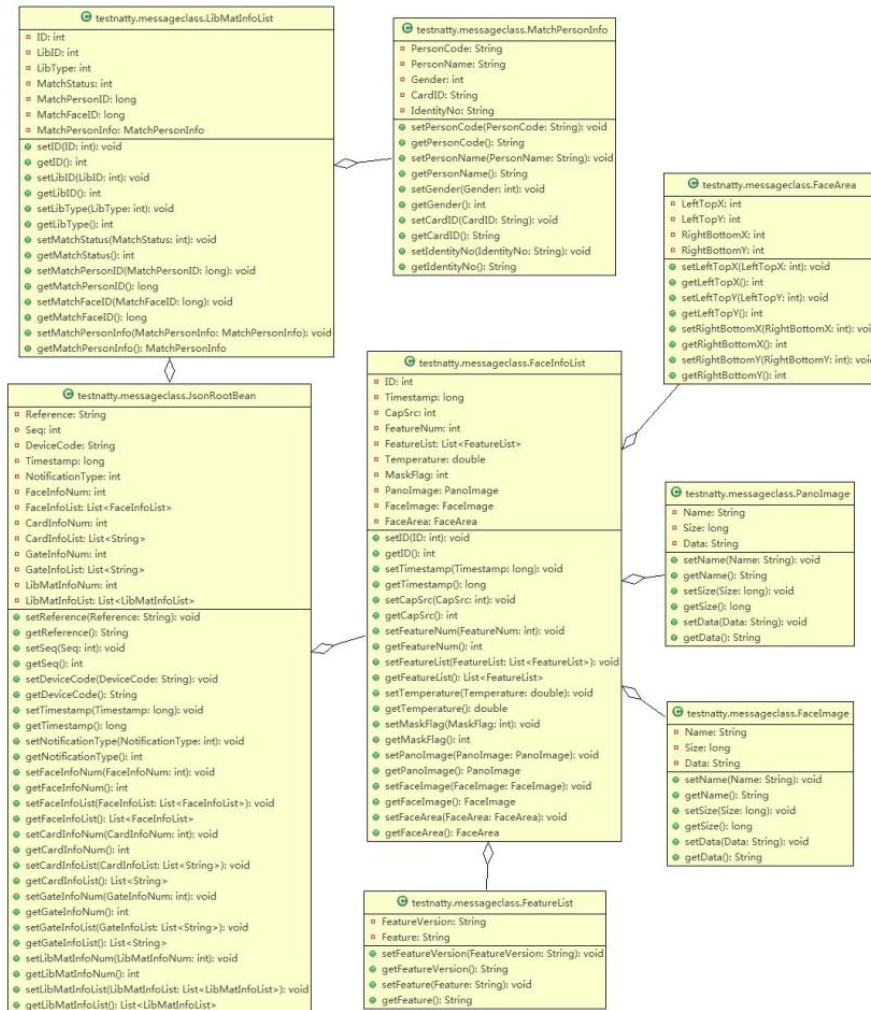 testnatty.messageclass.LibMatInfoList
ID: int
LibID: int
LibType: int
MatchStatus: int
MatchPersonID: long
MatchFaceID: long
MatchPersonInfo: MatchPersonInfo
setID(ID: int): void
getID(): int
setLibID(LibID: int): void
getLibID(): int
setLibType(LibType: int): void
getLibType(): int
setMatchStatus(MatchStatus: int): void
getMatchStatus(): int
setMatchPersonID(MatchPersonID: long): void
getMatchPersonID(): long
setMatchFaceID(MatchFaceID: long): void
getMatchFaceID(): long
setMatchPersonInfo(MatchPersonInfo: MatchPersonInfo): void
getMatchPersonInfo(): MatchPersonInfo
testnatty.messageclass.MatchPersonInfo
PersonCode: String
PersonName: String
Gender: int
CardID: String
IdentityNo: String
setPersonCode(PersonCode: String): void
getPersonCode(): String
setPersonName(PersonName: String): void
getPersonName(): String
setGender(Gender: int): void
getGender(): int
setCardID(CardID: String): void
getCardID(): String
setIdentityNo(IdentityNo: String): void
getIdentityNo(): String
testnatty.messageclass.FaceArea
LeftTopX: int
LeftTopY: int
RightBottomX: int
RightBottomY: int
setLeftTopX(LeftTopX: int): void
getLeftTopX(): int
setLeftTopY(LeftTopY: int): void
getLeftTopY(): int
setRightBottomX(RightBottomX: int): void
getRightBottomX(): int
setRightBottomY(RightBottomY: int): void
getRightBottomY(): int
testnatty.messageclass.JsonRootBean
Reference: String
Seq: int
DeviceCode: String
Timestamp: long
NotificationType: int
FaceInfoNum: int
FaceInfoList: List<FaceInfoList>
CardInfoNum: int
CardInfoList: List<String>
GateInfoNum: int
GateInfoList: List<String>
LibMatInfoNum: int
LibMatInfoList: List<LibMatInfoList>
setReference(Reference: String): void
getReference(): String
setSeq(Seq: int): void
getSeq(): int
setDeviceCode(DeviceCode: String): void
getDeviceCode(): String
setTimestamp(Timestamp: long): void
getTimestamp(): long
setNotificationType(NotificationType: int): void
getNotificationType(): int
setFaceInfoNum(FaceInfoNum: int): void
getFaceInfoNum(): int
setFaceInfoList(FaceInfoList: List<FaceInfoList>): void
getFaceInfoList(): List<FaceInfoList>
setCardInfoNum(CardInfoNum: int): void
getCardInfoNum(): int
setCardInfoList(CardInfoList: List<String>): void
getCardInfoList(): List<String>
setGateInfoNum(GateInfoNum: int): void
getGateInfoNum(): int
setGateInfoList(GateInfoList: List<String>): void
getGateInfoList(): List<String>
setLibMatInfoNum(LibMatInfoNum: int): void
getLibMatInfoNum(): int
setLibMatInfoList(LibMatInfoList: List<LibMatInfoList>): void
getLibMatInfoList(): List<LibMatInfoList>
testnatty.messageclass.FaceInfoList
ID: int
Timestamp: long
CapSrc: int
FeatureNum: int
FeatureList: List<FeatureList>
Temperature: double
MaskFlag: int
PanoImage: PanoImage
FaceImage: FaceImage
FaceArea: FaceArea
setID(ID: int): void
getID(): int
setTimestamp(Timestamp: long): void
getTimestamp(): long
setCapSrc(CapSrc: int): void
getCapSrc(): int
setFeatureNum(FeatureNum: int): void
getFeatureNum(): int
setFeatureList(FeatureList: List<FeatureList>): void
getFeatureList(): List<FeatureList>
setTemperature(Temperature: double): void
getTemperature(): double
setMaskFlag(MaskFlag: int): void
getMaskFlag(): int
setPanoImage(PanoImage: PanoImage): void
getPanoImage(): PanoImage
setFaceImage(FaceImage: FaceImage): void
getFaceImage(): FaceImage
setFaceArea(FaceArea: FaceArea): void
getFaceArea(): FaceArea
testnatty.messageclass.PanoImage
Name: String
Size: long
Data: String
setName(Name: String): void
getName(): String
setSize(Size: long): void
getSize(): long
setData(Data: String): void
getData(): String
testnatty.messageclass.FaceImage
Name: String
Size: long
Data: String
setName(Name: String): void
getName(): String
setSize(Size: long): void
getSize(): long
setData(Data: String): void
getData(): String
testnatty.messageclass.FeatureList
FeatureVersion: String
Feature: String
setFeatureVersion(FeatureVersion: String): void
getFeatureVersion(): String
setFeature(Feature: String): void
getFeature(): String